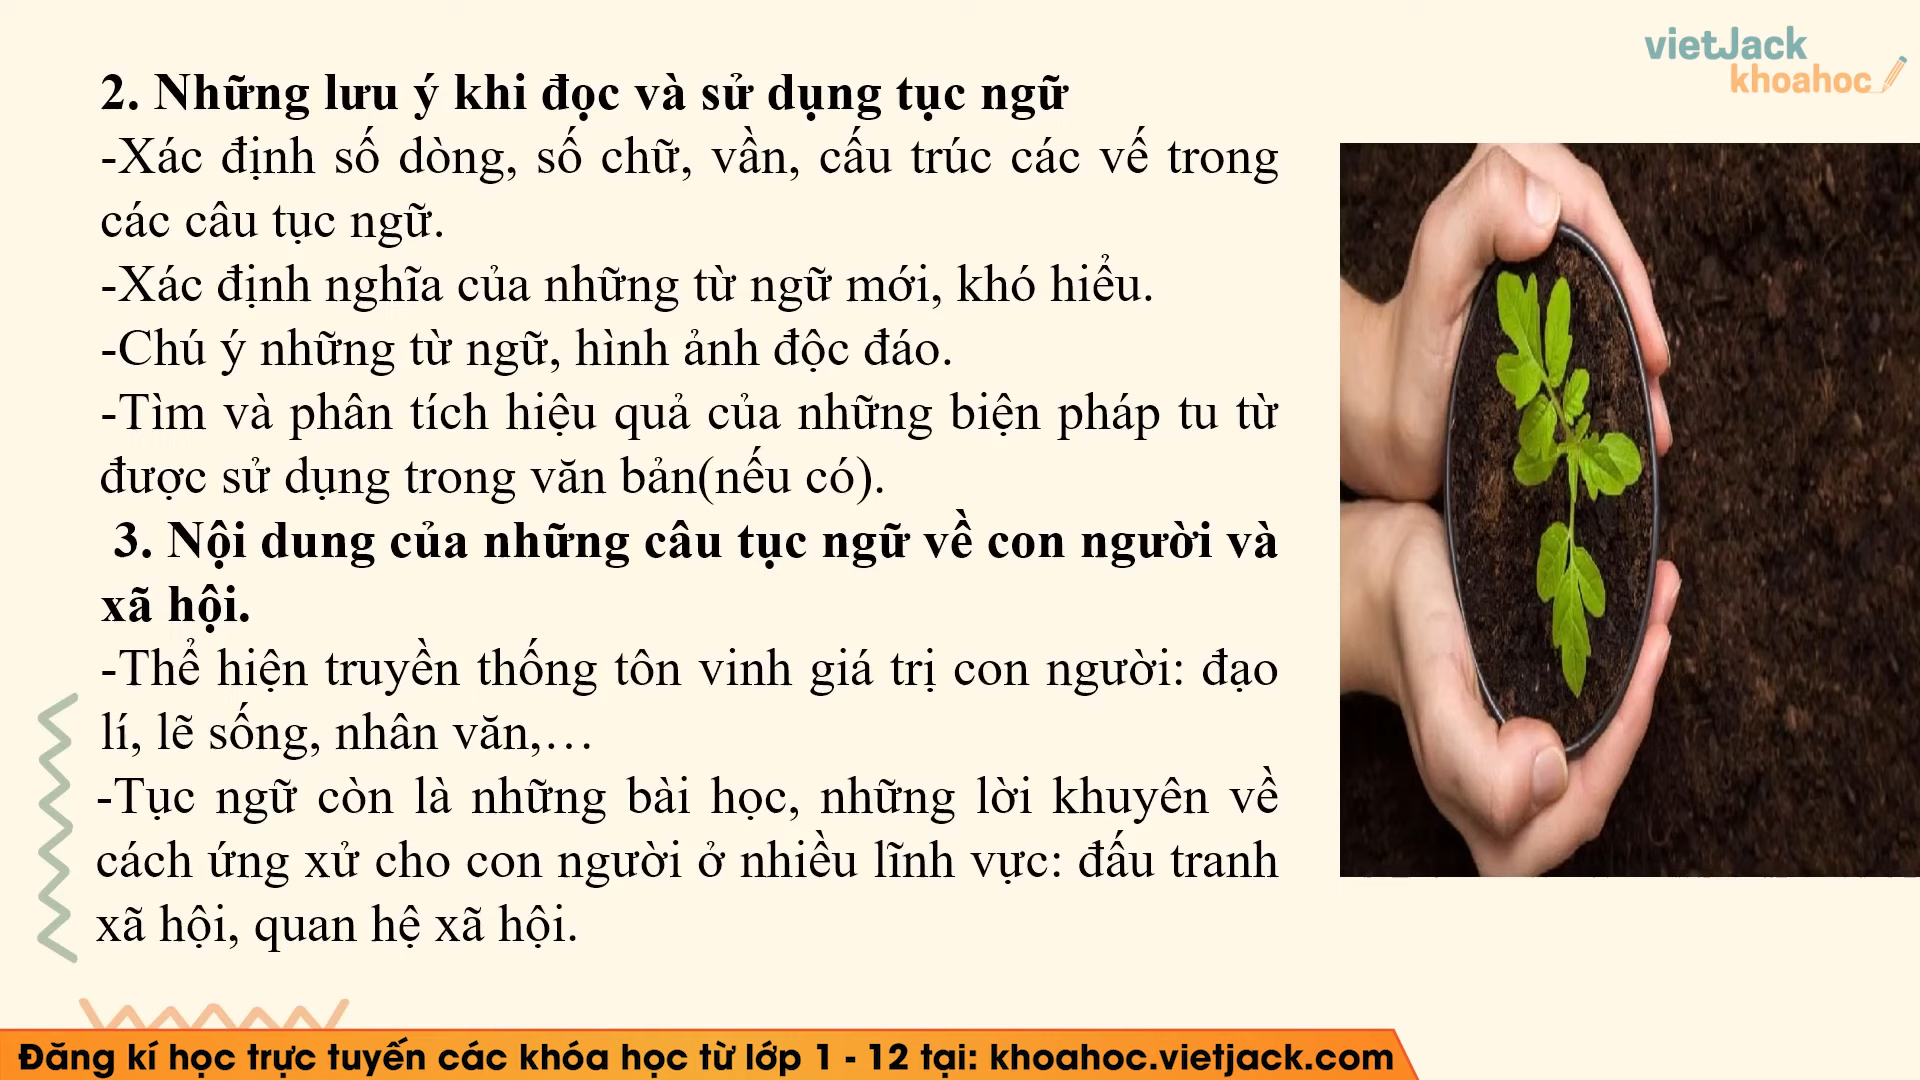 vietJack
khoahoc
2. Những lưu ý khi đọc và sử dụng tục ngữ
-Xác định số dòng, số chữ, vần, cấu trúc các vế trong
các câu tục ngữ.
-Xác định nghĩa của những từ ngữ mới, khó hiểu.
-Chú ý những từ ngữ, hình ảnh độc đáo.
-Tìm và phân tích hiệu quả của những biện pháp tu từ
được sử dụng trong văn bản(nếu có).
3. Nội dung của những câu tục ngữ về con người và
xã hội.
-Thể hiện truyền thống tôn vinh giá trị con người: đạo
lí, lẽ sống, nhân văn,…
-Tục ngữ còn là những bài học, những lời khuyên về
cách ứng xử cho con người ở nhiều lĩnh vực: đấu tranh
xã hội, quan hệ xã hội.
Đăng kí học trực tuyến các khóa học từ lớp 1 - 12 tại: khoahoc.vietjack.com